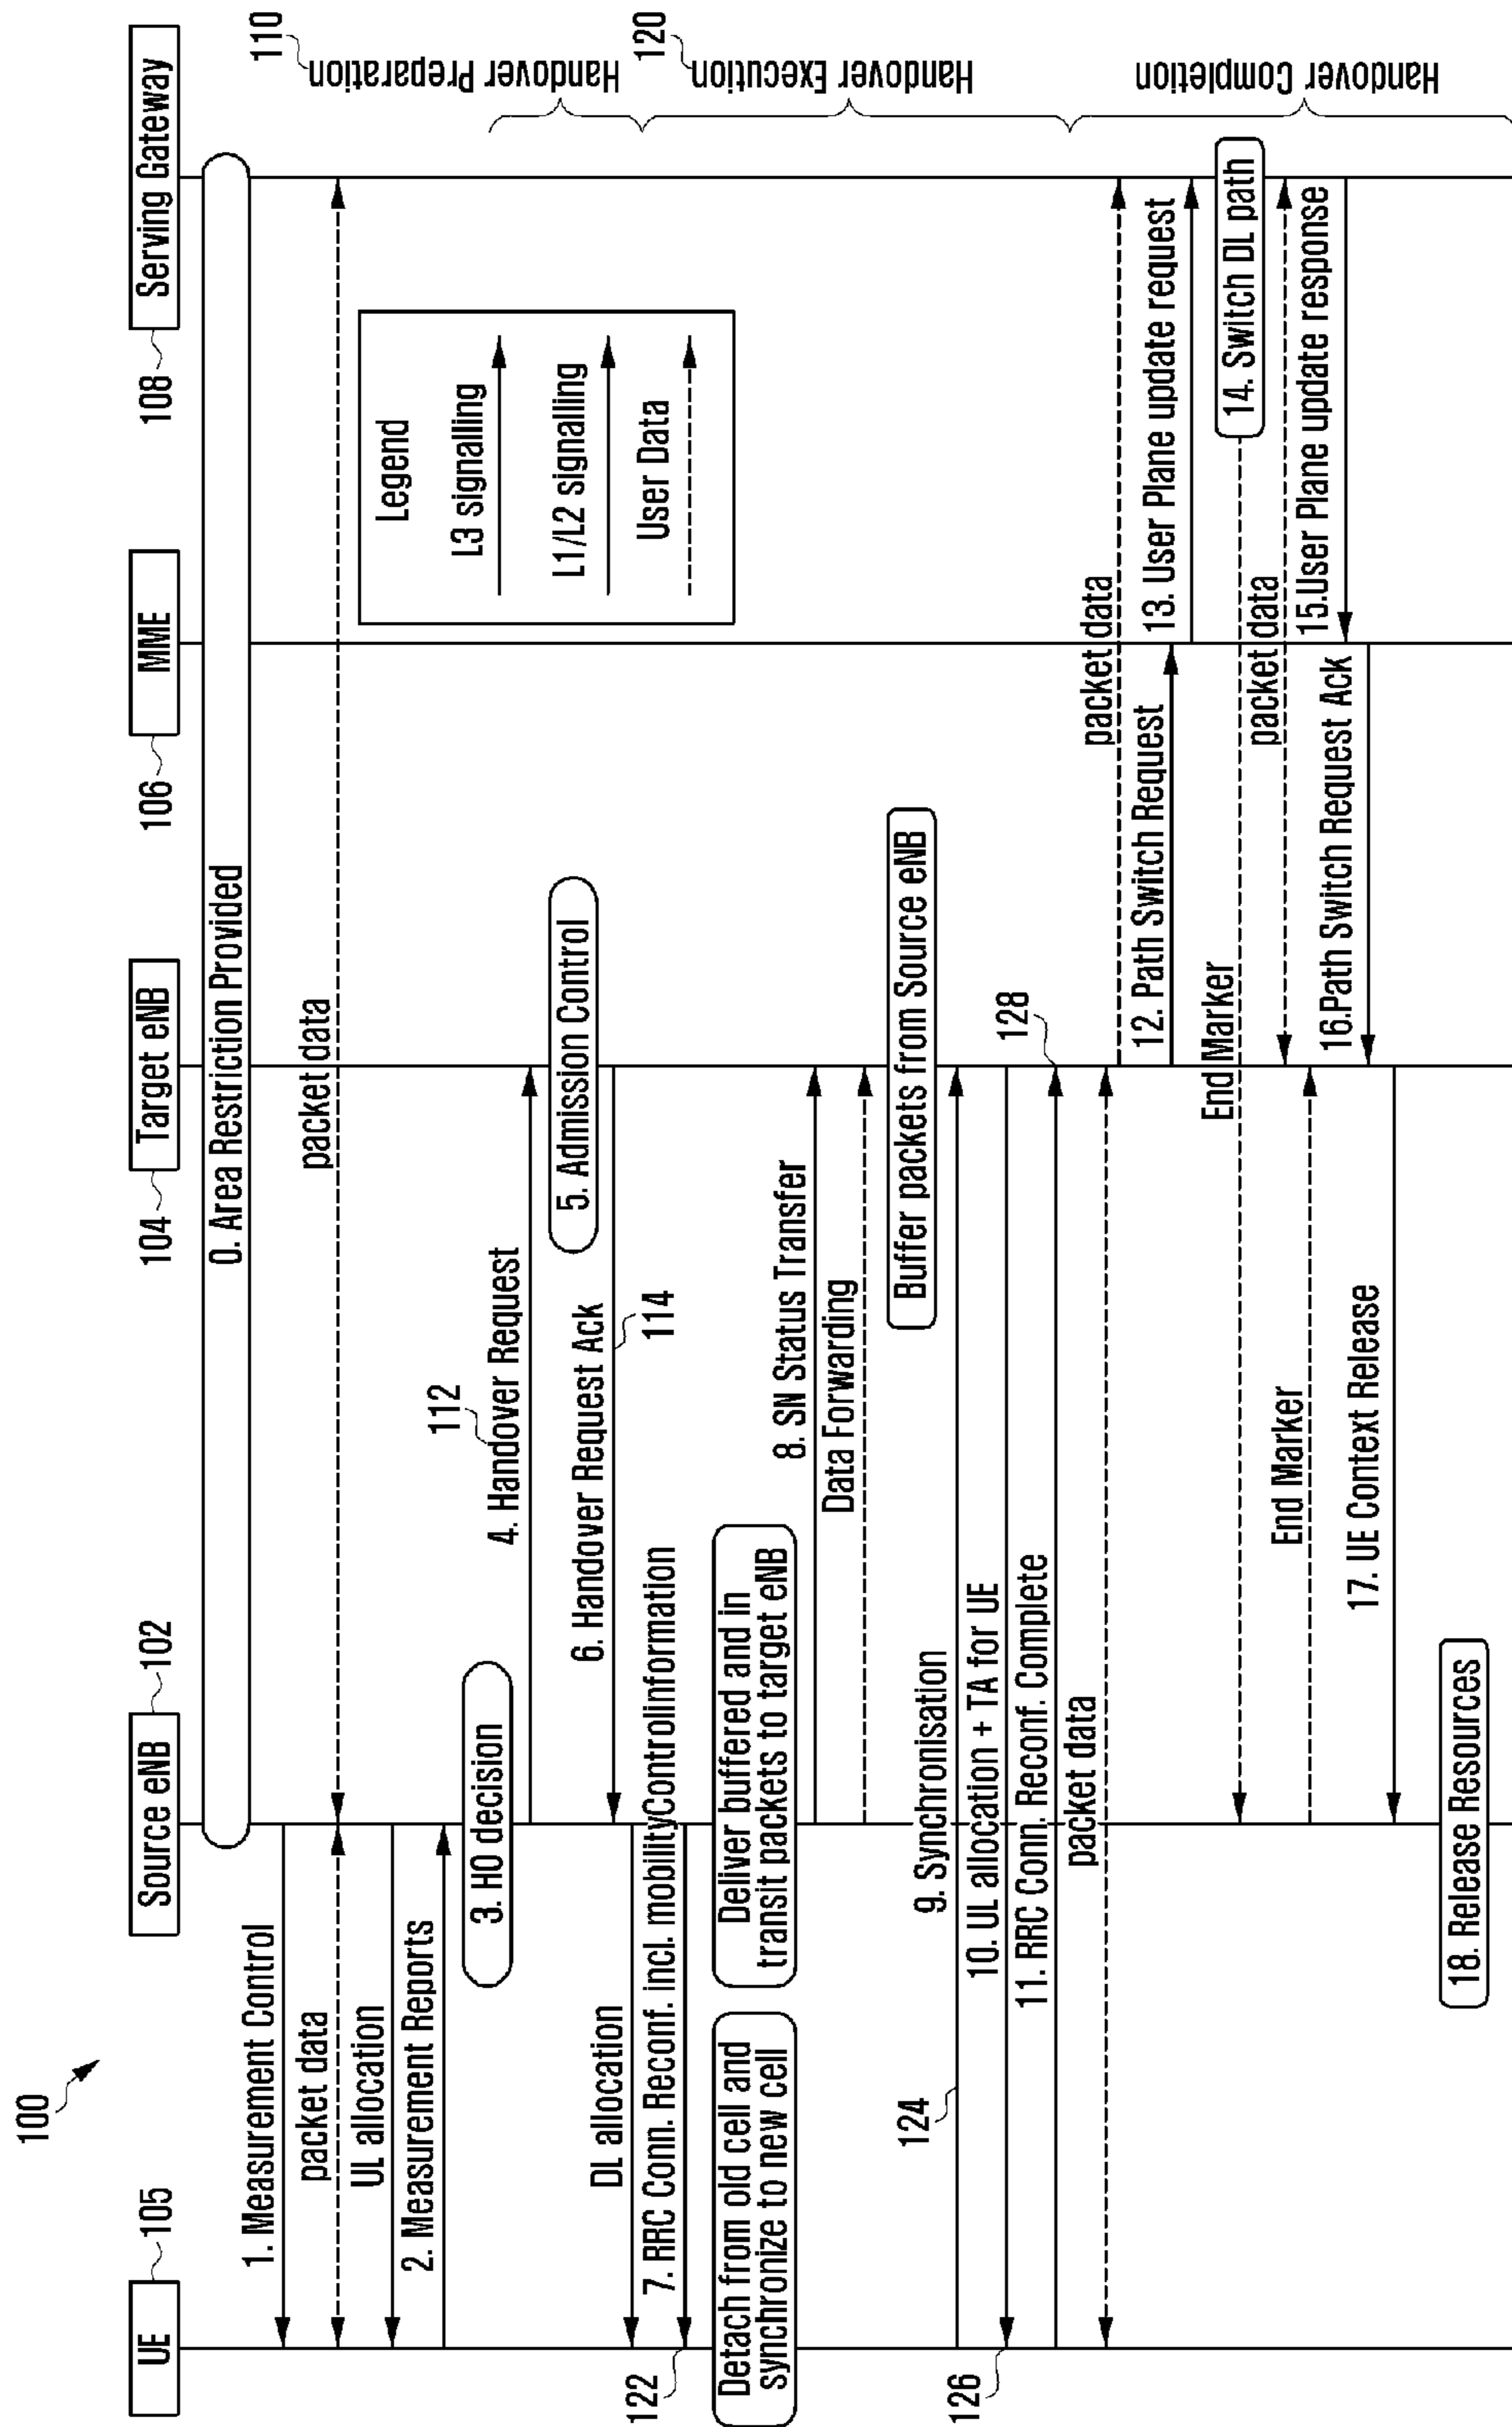 100
UE
105
Source eNB
102
Target eNB
104
MME
106
Serving Gateway
108
0. Area Restriction Provided
1. Measurement Control
packet data
packet data
UL allocation
2. Measurement Reports
Legend
L3 signalling
L1/L2 signalling
User Data
110
Handover Preparation
3. HO decision
112
4. Handover Request
5. Admission Control
6. Handover Request Ack
114
DL allocation
7. RRC Conn. Reconf. incl. mobilityControlinformation
122
120
Handover Execution
Detach from old cell and
synchronize to new cell
Deliver buffered and in
transit packets to target eNB
8. SN Status Transfer
Data Forwarding
Buffer packets from Source eNB
124
9. Synchronisation
10. UL allocation + TA for UE
126
11. RRC Conn. Reconf. Complete
128
packet data
packet data
Handover Completion
12. Path Switch Request
13. User Plane update request
End Marker
14. Switch DL path
packet data
End Marker
15.User Plane update response
16.Path Switch Request Ack
17. UE Context Release
18. Release Resources